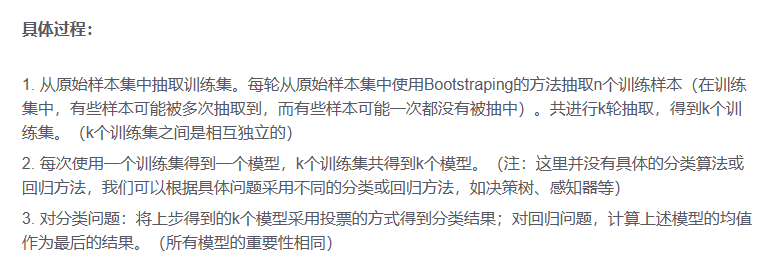 具体过程：
1. 从原始样本集中抽取训练集。每轮从原始样本集中使用Bootstraping的方法抽取n个训练样本（在训练
集中，有些样本可能被多次抽取到，而有些样本可能一次都没有被抽中）。共进行k轮抽取，得到k个训
练集。（k个训练集之间是相互独立的）
2. 每次使用一个训练集得到一个模型，k个训练集共得到k个模型。（注：这里并没有具体的分类算法或
回归方法，我们可以根据具体问题采用不同的分类或回归方法，如决策树、感知器等）
3. 对分类问题：将上步得到的k个模型采用投票的方式得到分类结果；对回归问题，计算上述模型的均值
作为最后的结果。（所有模型的重要性相同）